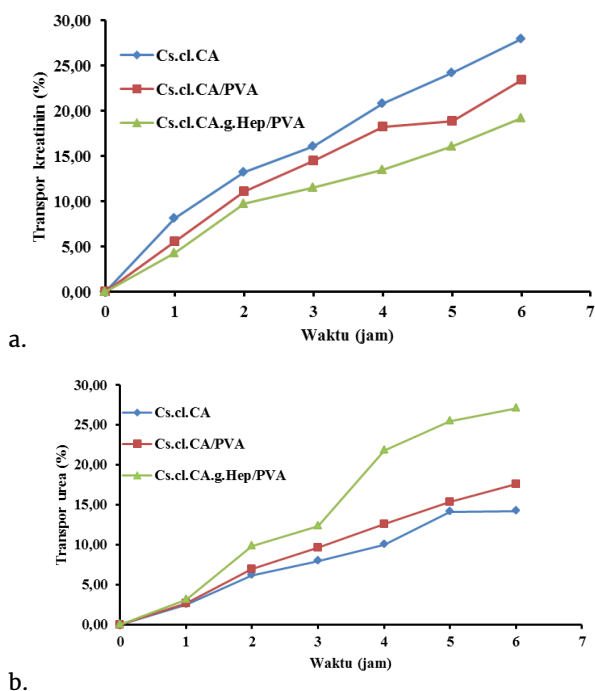 30,00
25,00
20,00
15,00
10,00
5,00
0,00
Transpor kreatinin (%)
Cs.cl.CA
Cs.cl.CA/PVA
Cs.cl.CA.g.Hep/PVA
0 1 2 3 4 5 6 7
Waktu (jam)
a.
30,00
25,00
20,00
15,00
10,00
5,00
0,00
Transpor urea (%)
Cs.cl.CA
Cs.cl.CA/PVA
Cs.cl.CA.g.Hep/PVA
0 1 2 3 4 5 6 7
Waktu (jam)
b.